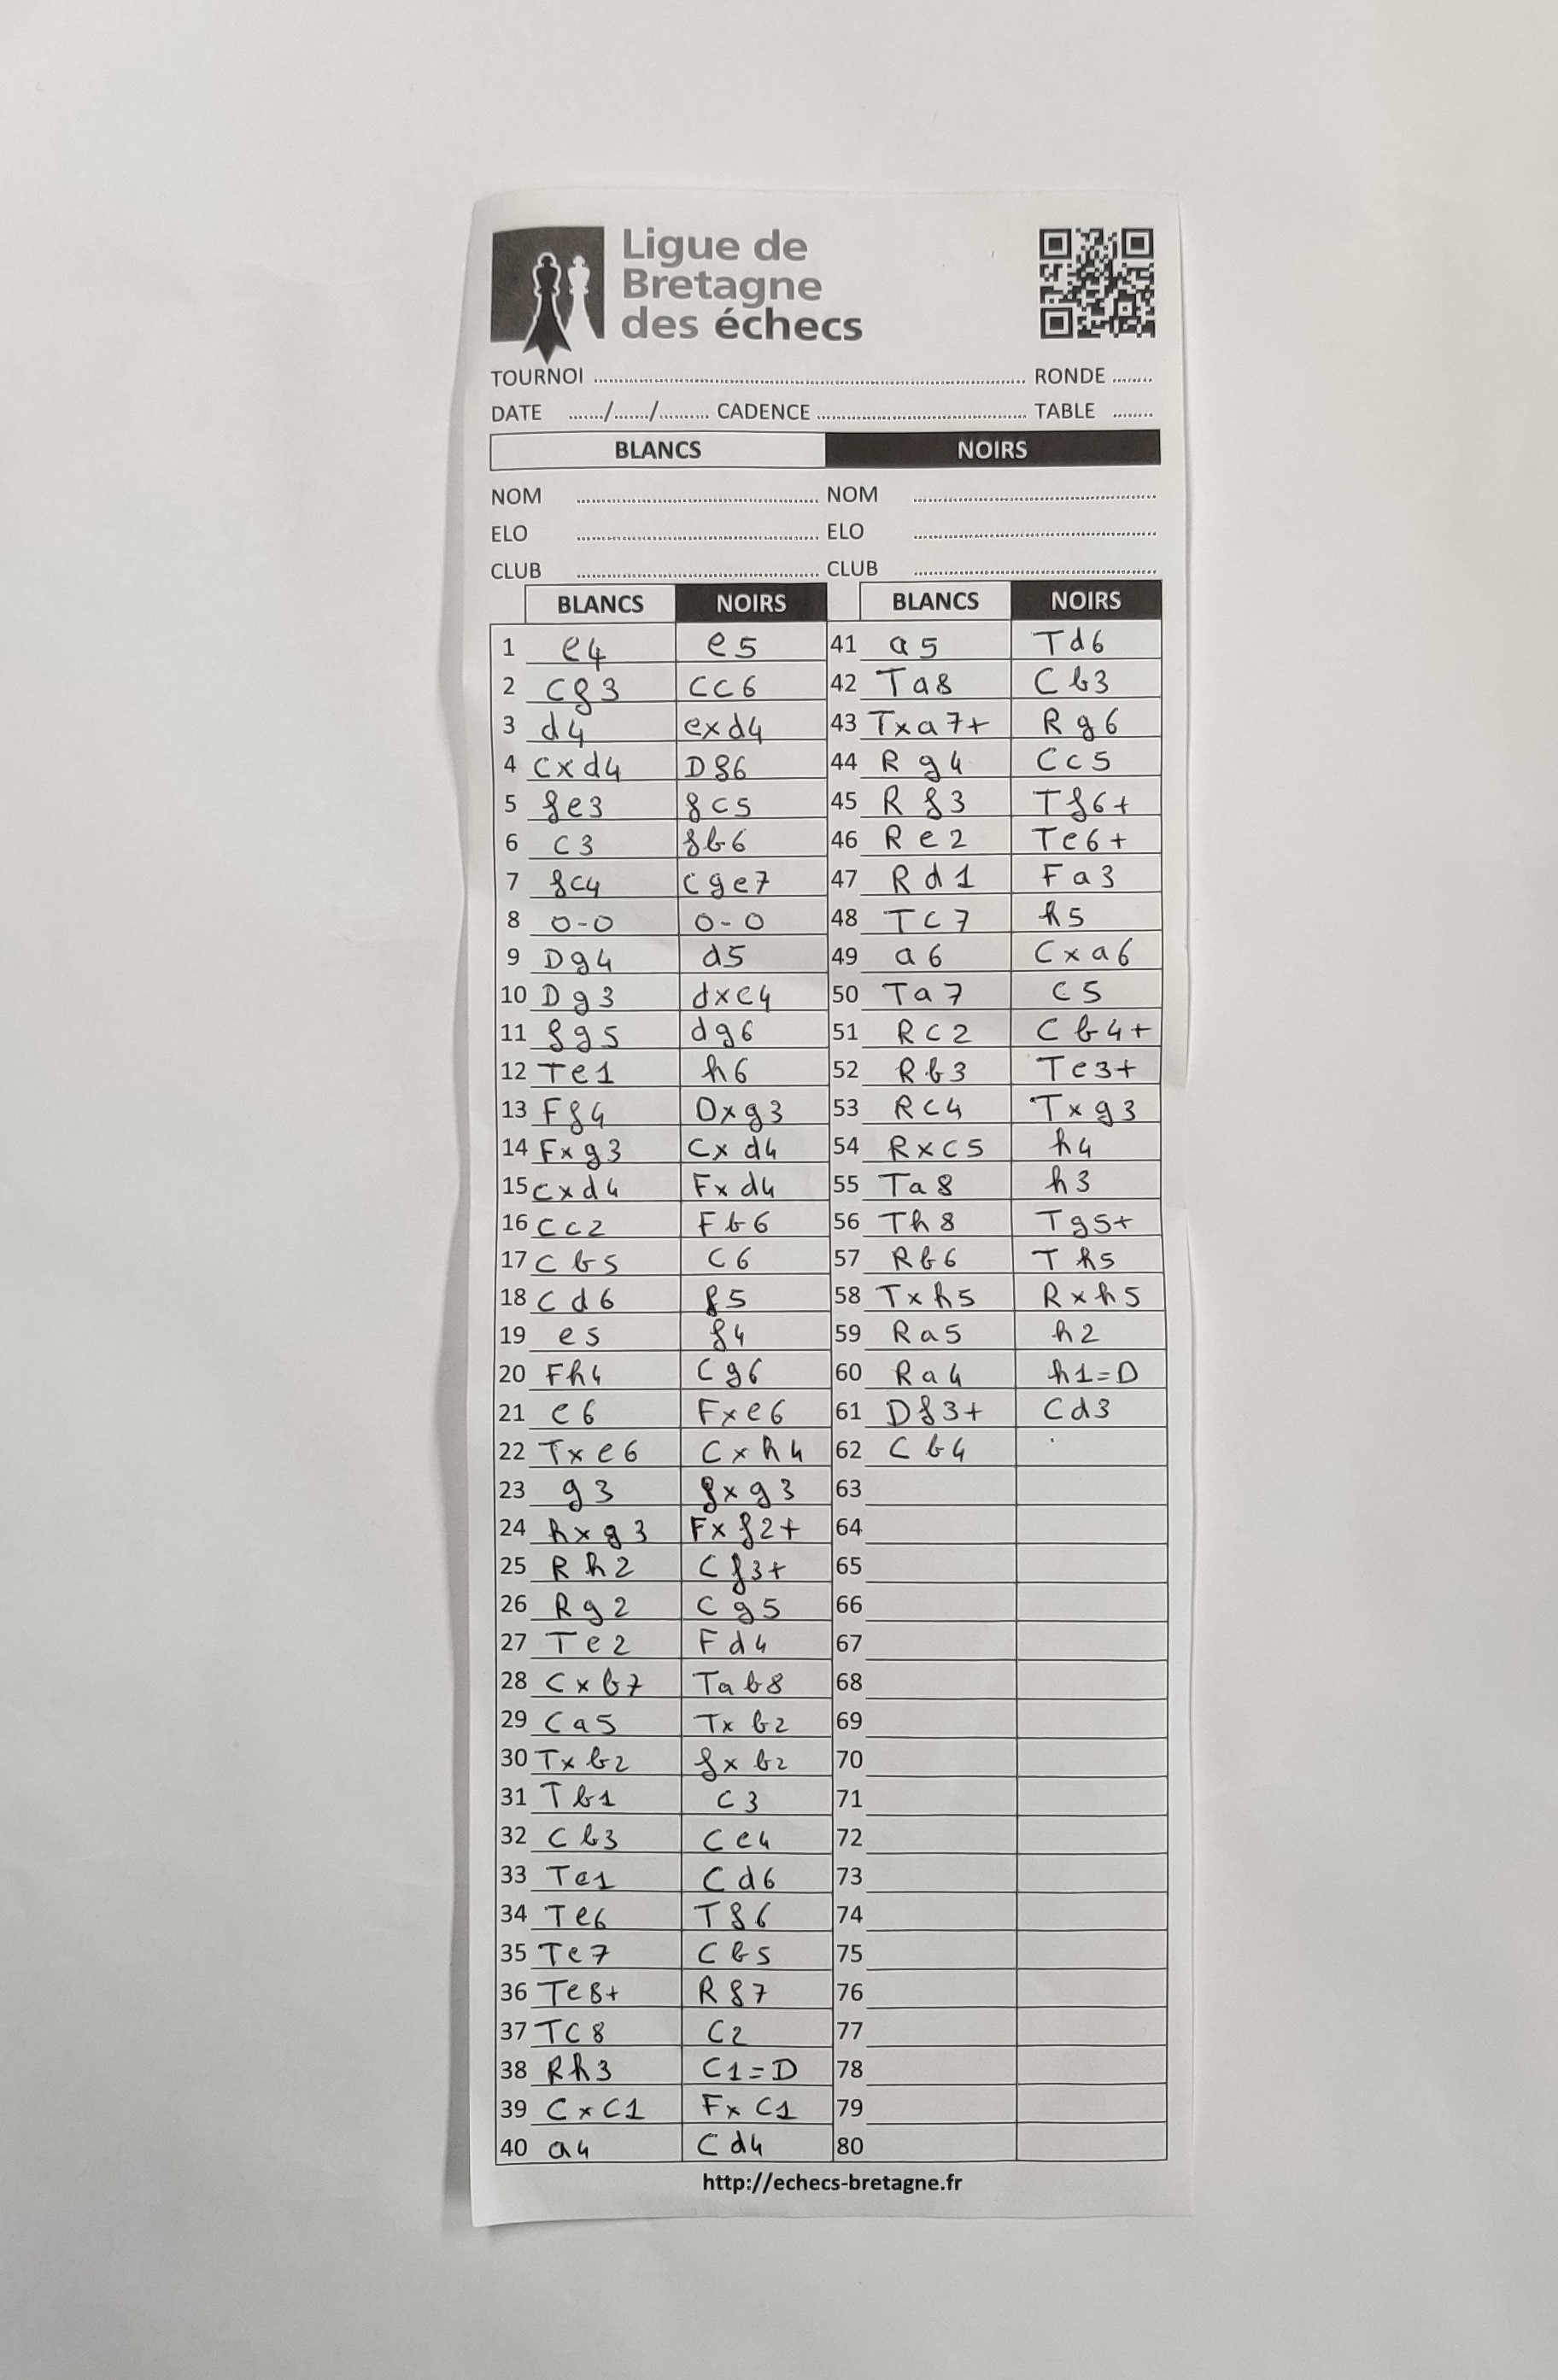 Ligue de
Bretagne
des échecs
TOURNOI ........ RONDE ........
DATE ....../....../......... CADENCE ........ TABLE ........
BLANCS NOIRS
NOM ........ NOM ........
ELO ........ ELO ........
CLUB ........ CLUB ........
BLANCS NOIRS BLANCS NOIRS
1 e4 e5 41 a5 Td6
2 Cf3 Cc6 42 Ta8 Cb3
3 d4 exd4 43 Txa7+ Rg6
4 Cxd4 Df6 44 Rg4 Cc5
5 fe3 fc5 45 Rf3 Tf6+
6 c3 fb6 46 Re2 Te6+
7 fc4 Cge7 47 Rd1 Fa3
8 0-0 0-0 48 Tc7 h5
9 Dg4 d5 49 a6 Cxa6
10 Dg3 dxc4 50 Ta7 c5
11 fg5 dg6 51 Rc2 Cb4+
12 Te1 h6 52 Rb3 Te3+
13 Ff4 Dxg3 53 Rc4 Txg3
14 Fxg3 Cxd4 54 Rxc5 h4
15 cxd4 Fxd4 55 Ta8 h3
16 Cc2 Fb6 56 Th8 Tg5+
17 Cb5 c6 57 Rb6 Th5
18 Cd6 f5 58 Txh5 Rxh5
19 e5 f4 59 Ra5 h2
20 Fh4 Cg6 60 Ra4 h1=D
21 e6 Fxe6 61 Df3+ Cd3
22 Txe6 Cxh4 62 Cb4
23 g3 fxg3 63
24 hxg3 Fxf2+ 64
25 Rh2 Cf3+ 65
26 Rg2 Cg5 66
27 Te2 Fd4 67
28 Cxb7 Tab8 68
29 Ca5 Txb2 69
30 Txb2 fxb2 70
31 Tb1 c3 71
32 Cb3 Ce4 72
33 Te1 Cd6 73
34 Te6 Tf6 74
35 Te7 Cb5 75
36 Te8+ Rf7 76
37 Tc8 c2 77
38 Rh3 c1=D 78
39 Cxc1 Fxc1 79
40 a4 Cd4 80
http://echecs-bretagne.fr